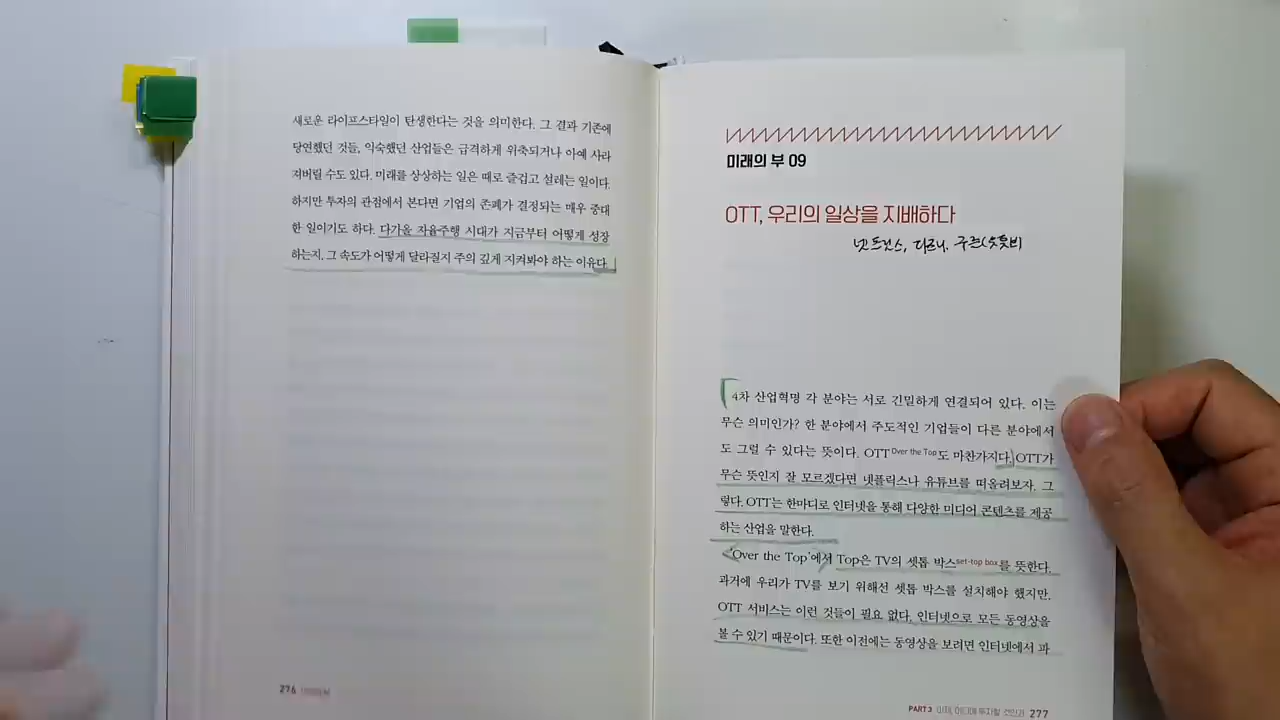 새로운 라이프스타일이 탄생한다는 것을 의미한다. 그 결과 기존에
당연했던 것들, 익숙했던 산업들은 급격하게 위축되거나 아예 사라
져버릴 수도 있다. 미래를 상상하는 일은 때로 즐겁고 설레는 일이다.
하지만 투자의 관점에서 본다면 기업의 존폐가 결정되는 매우 중대
한 일이기도 하다. 다가올 자율주행 시대가 지금부터 어떻게 성장
하는지, 그 속도가 어떻게 달라질지 주의 깊게 지켜봐야 하는 이유다.
276 미래의 부
미래의 부 09
OTT, 우리의 일상을 지배하다
넷플릭스, 디즈니, 구글(유튜브)
4차 산업혁명 각 분야는 서로 긴밀하게 연결되어 있다. 이는
무슨 의미인가? 한 분야에서 주도적인 기업들이 다른 분야에서
도 그럴 수 있다는 뜻이다. OTT Over the Top도 마찬가지다. OTT가
무슨 뜻인지 잘 모르겠다면 넷플릭스나 유튜브를 떠올려보자. 그
렇다. OTT는 한마디로 인터넷을 통해 다양한 미디어 콘텐츠를 제공
하는 산업을 말한다.
'Over the Top'에서 Top은 TV의 셋톱 박스set-top box를 뜻한다.
과거에 우리가 TV를 보기 위해선 셋톱 박스를 설치해야 했지만,
OTT 서비스는 이런 것들이 필요 없다. 인터넷으로 모든 동영상을
볼 수 있기 때문이다. 또한 이전에는 동영상을 보려면 인터넷에서 파
PART 3 미래, 어디에 투자할 것인가 277